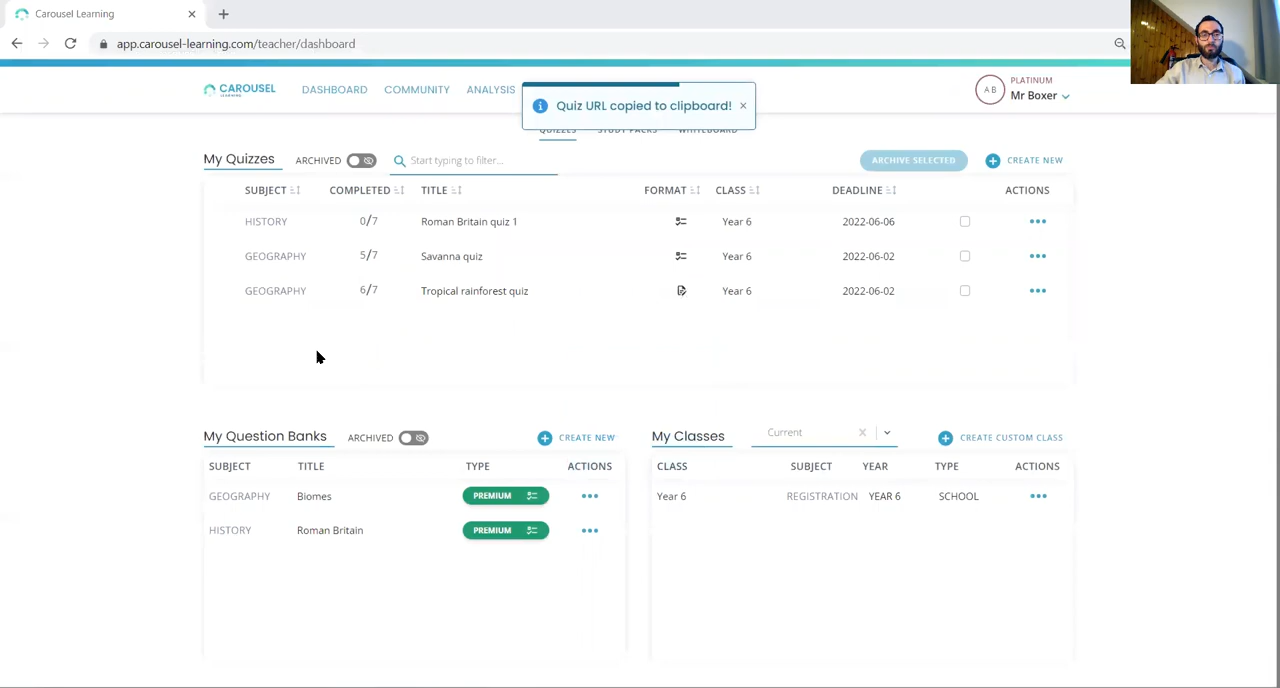 Carousel Learning
app.carousel-learning.com/teacher/dashboard
CAROUSEL
LEARNING
DASHBOARD COMMUNITY ANALYSIS
Quiz URL copied to clipboard!
A B
PLATINUM
Mr Boxer
QUIZZES STUDY PACKS WHITEBOARD
My Quizzes ARCHIVED Start typing to filter... ARCHIVE SELECTED CREATE NEW
SUBJECT COMPLETED TITLE FORMAT CLASS DEADLINE ACTIONS
HISTORY 0/7 Roman Britain quiz 1 Year 6 2022-06-06
GEOGRAPHY 5/7 Savanna quiz Year 6 2022-06-02
GEOGRAPHY 6/7 Tropical rainforest quiz Year 6 2022-06-02
My Question Banks ARCHIVED CREATE NEW
SUBJECT TITLE TYPE ACTIONS
GEOGRAPHY Biomes PREMIUM
HISTORY Roman Britain PREMIUM
My Classes Current CREATE CUSTOM CLASS
CLASS SUBJECT YEAR TYPE ACTIONS
Year 6 REGISTRATION YEAR 6 SCHOOL